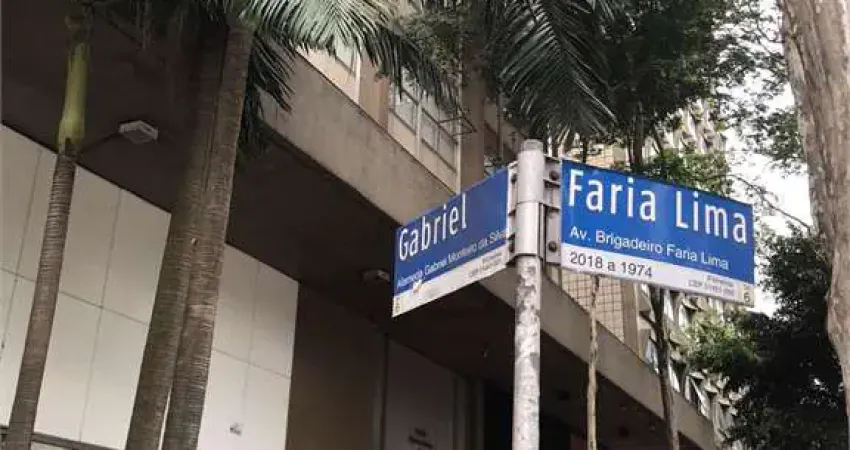 Gabriel
Alameda Gabriel Monteiro da Silva
Faria Lima
Av. Brigadeiro Faria Lima
2018 a 1974